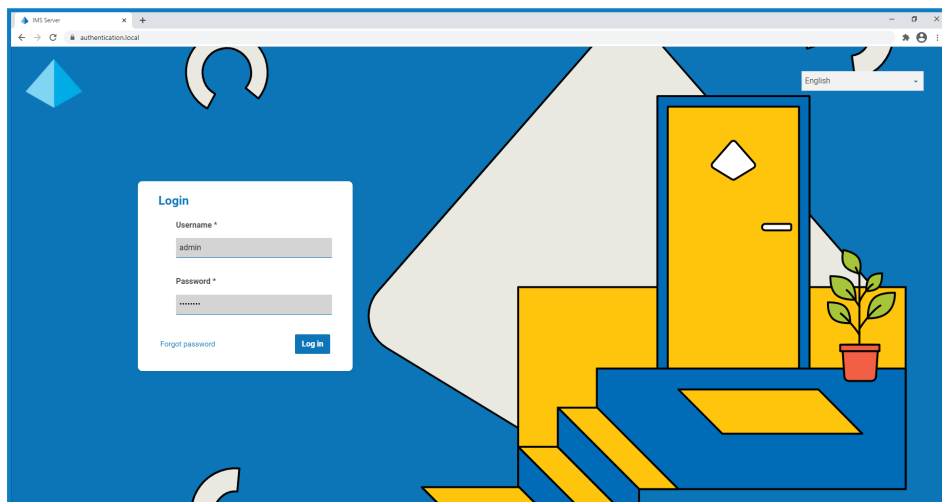 IMS Server
authentication.local
English
Login
Username *
admin
Password *
••••••••
Forgot password
Log in